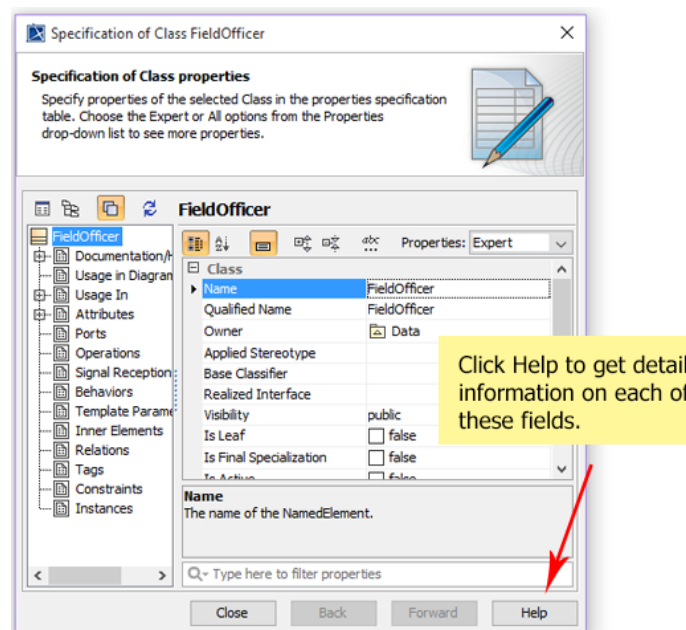 Specification of Class FieldOfficer
Specification of Class properties
Specify properties of the selected Class in the properties specification
table. Choose the Expert or All options from the Properties
drop-down list to see more properties.
FieldOfficer
Properties: Expert
FieldOfficer
Documentation/H
Usage in Diagran
Usage In
Attributes
Ports
Operations
Signal Reception
Behaviors
Template Parame
Inner Elements
Relations
Tags
Constraints
Instances
Class
Name FieldOfficer
Qualified Name FieldOfficer
Owner Data
Applied Stereotype
Base Classifier
Realized Interface
Visibility public
Is Leaf false
Is Final Specialization false
Is Active false
Click Help to get detail
information on each of
these fields.
Name
The name of the NamedElement.
Type here to filter properties
Close Back Forward Help